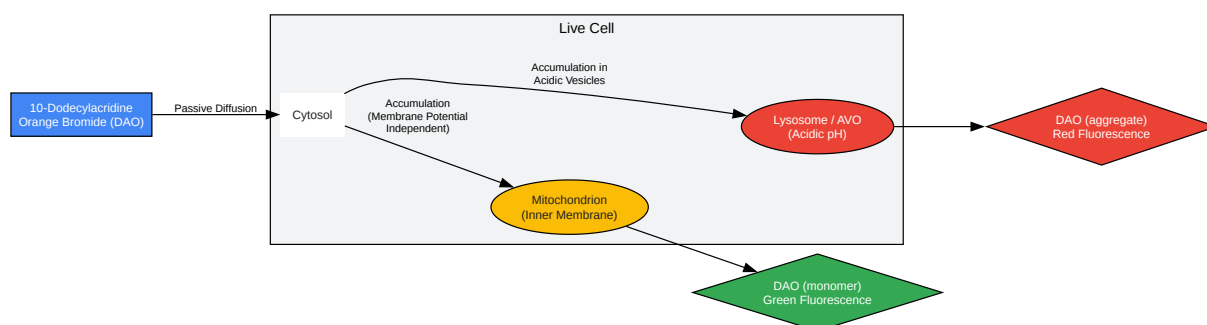 Live Cell
10-Dodecylacridine
Orange Bromide (DAO)
Passive Diffusion
Cytosol
Accumulation in
Acidic Vesicles
Accumulation
(Membrane Potential
Independent)
Lysosome / AVO
(Acidic pH)
DAO (aggregate)
Red Fluorescence
Mitochondrion
(Inner Membrane)
DAO (monomer)
Green Fluorescence